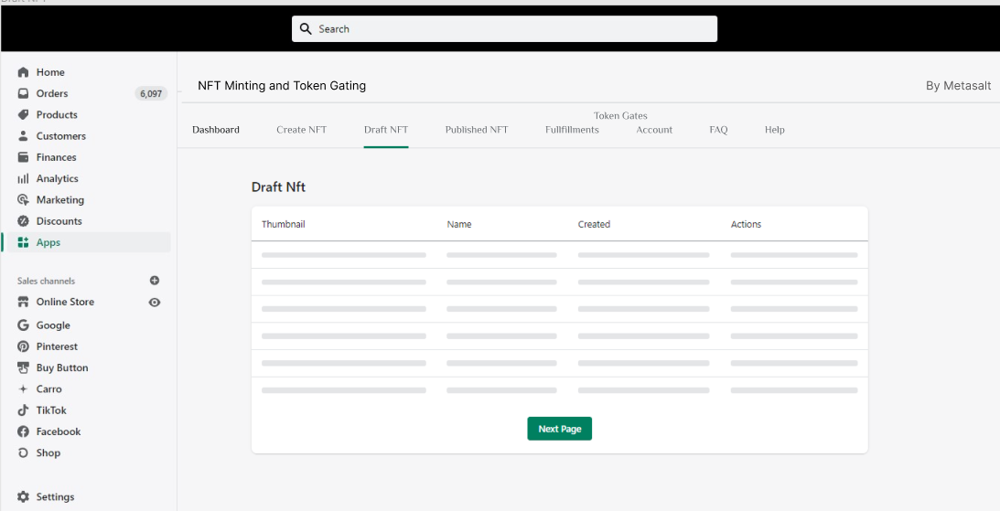 Draft NFT
Search
Home
Orders 6,097
Products
Customers
Finances
Analytics
Marketing
Discounts
Apps
Sales channels
Online Store
Google
Pinterest
Buy Button
Carro
TikTok
Facebook
Shop
Settings
NFT Minting and Token Gating By Metasalt
Token Gates
Dashboard Create NFT Draft NFT Published NFT Fullfillments Account FAQ Help
Draft Nft
Thumbnail Name Created Actions
Next Page